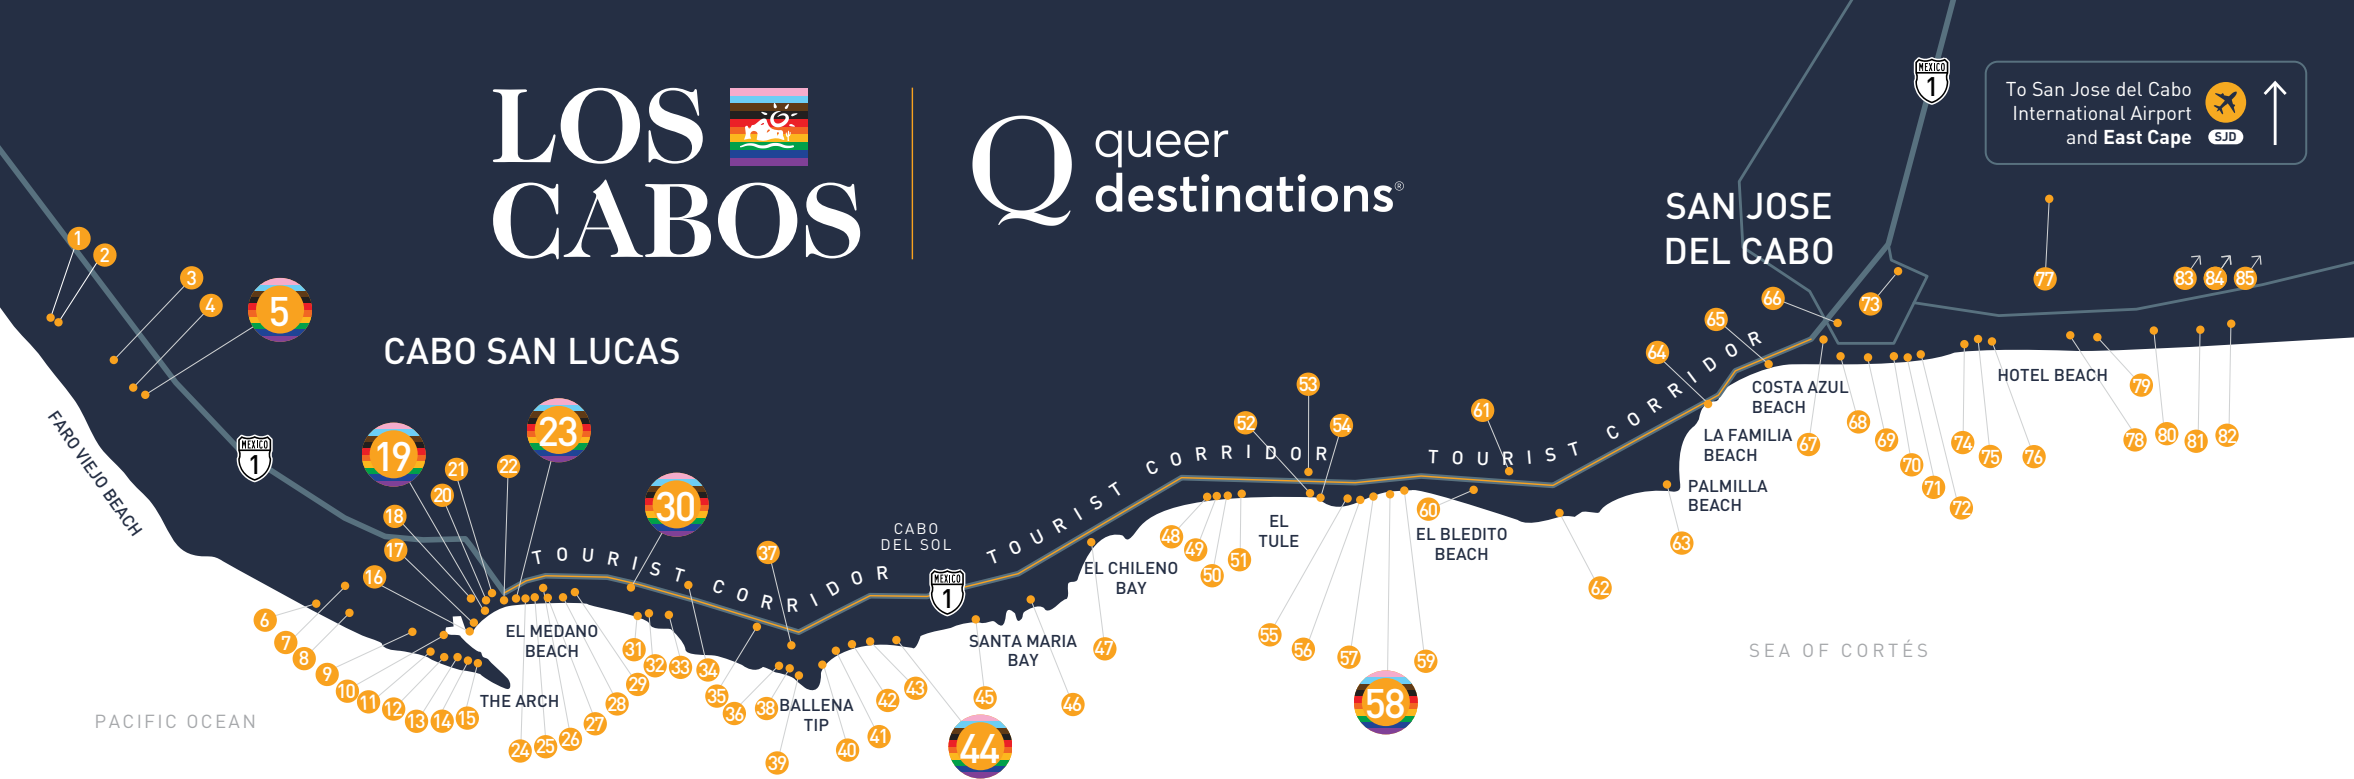 LOS
CABOS
Q
queer
destinations®
MEXICO
1
To San Jose del Cabo
International Airport
and East Cape
SJD
SAN JOSE
DEL CABO
CABO SAN LUCAS
1
2
3
4
5
77
83
84
85
66
73
65
64
MEXICO
1
FARO VIEJO BEACH
19
23
21
22
20
18
17
16
30
37
CABO
DEL SOL
TOURIST CORRIDOR
MEXICO
1
TOURIST CORRIDOR
52
53
54
61
TOURIST CORRIDOR
COSTA AZUL
BEACH
HOTEL BEACH
79
LA FAMILIA
BEACH
67
68
69
70
71
72
74
75
76
78
80
81
82
PALMILLA
BEACH
63
62
60
EL BLEDITO
BEACH
EL
TULE
48
49
50
51
EL CHILENO
BAY
47
SANTA MARIA
BAY
46
45
55
56
57
58
59
SEA OF CORTÉS
6
7
8
9
10
11
12
13
14
15
THE ARCH
EL MEDANO
BEACH
24
25
26
27
28
29
31
32
33
34
35
36
38
BALLENA
TIP
39
40
41
42
43
44
PACIFIC OCEAN